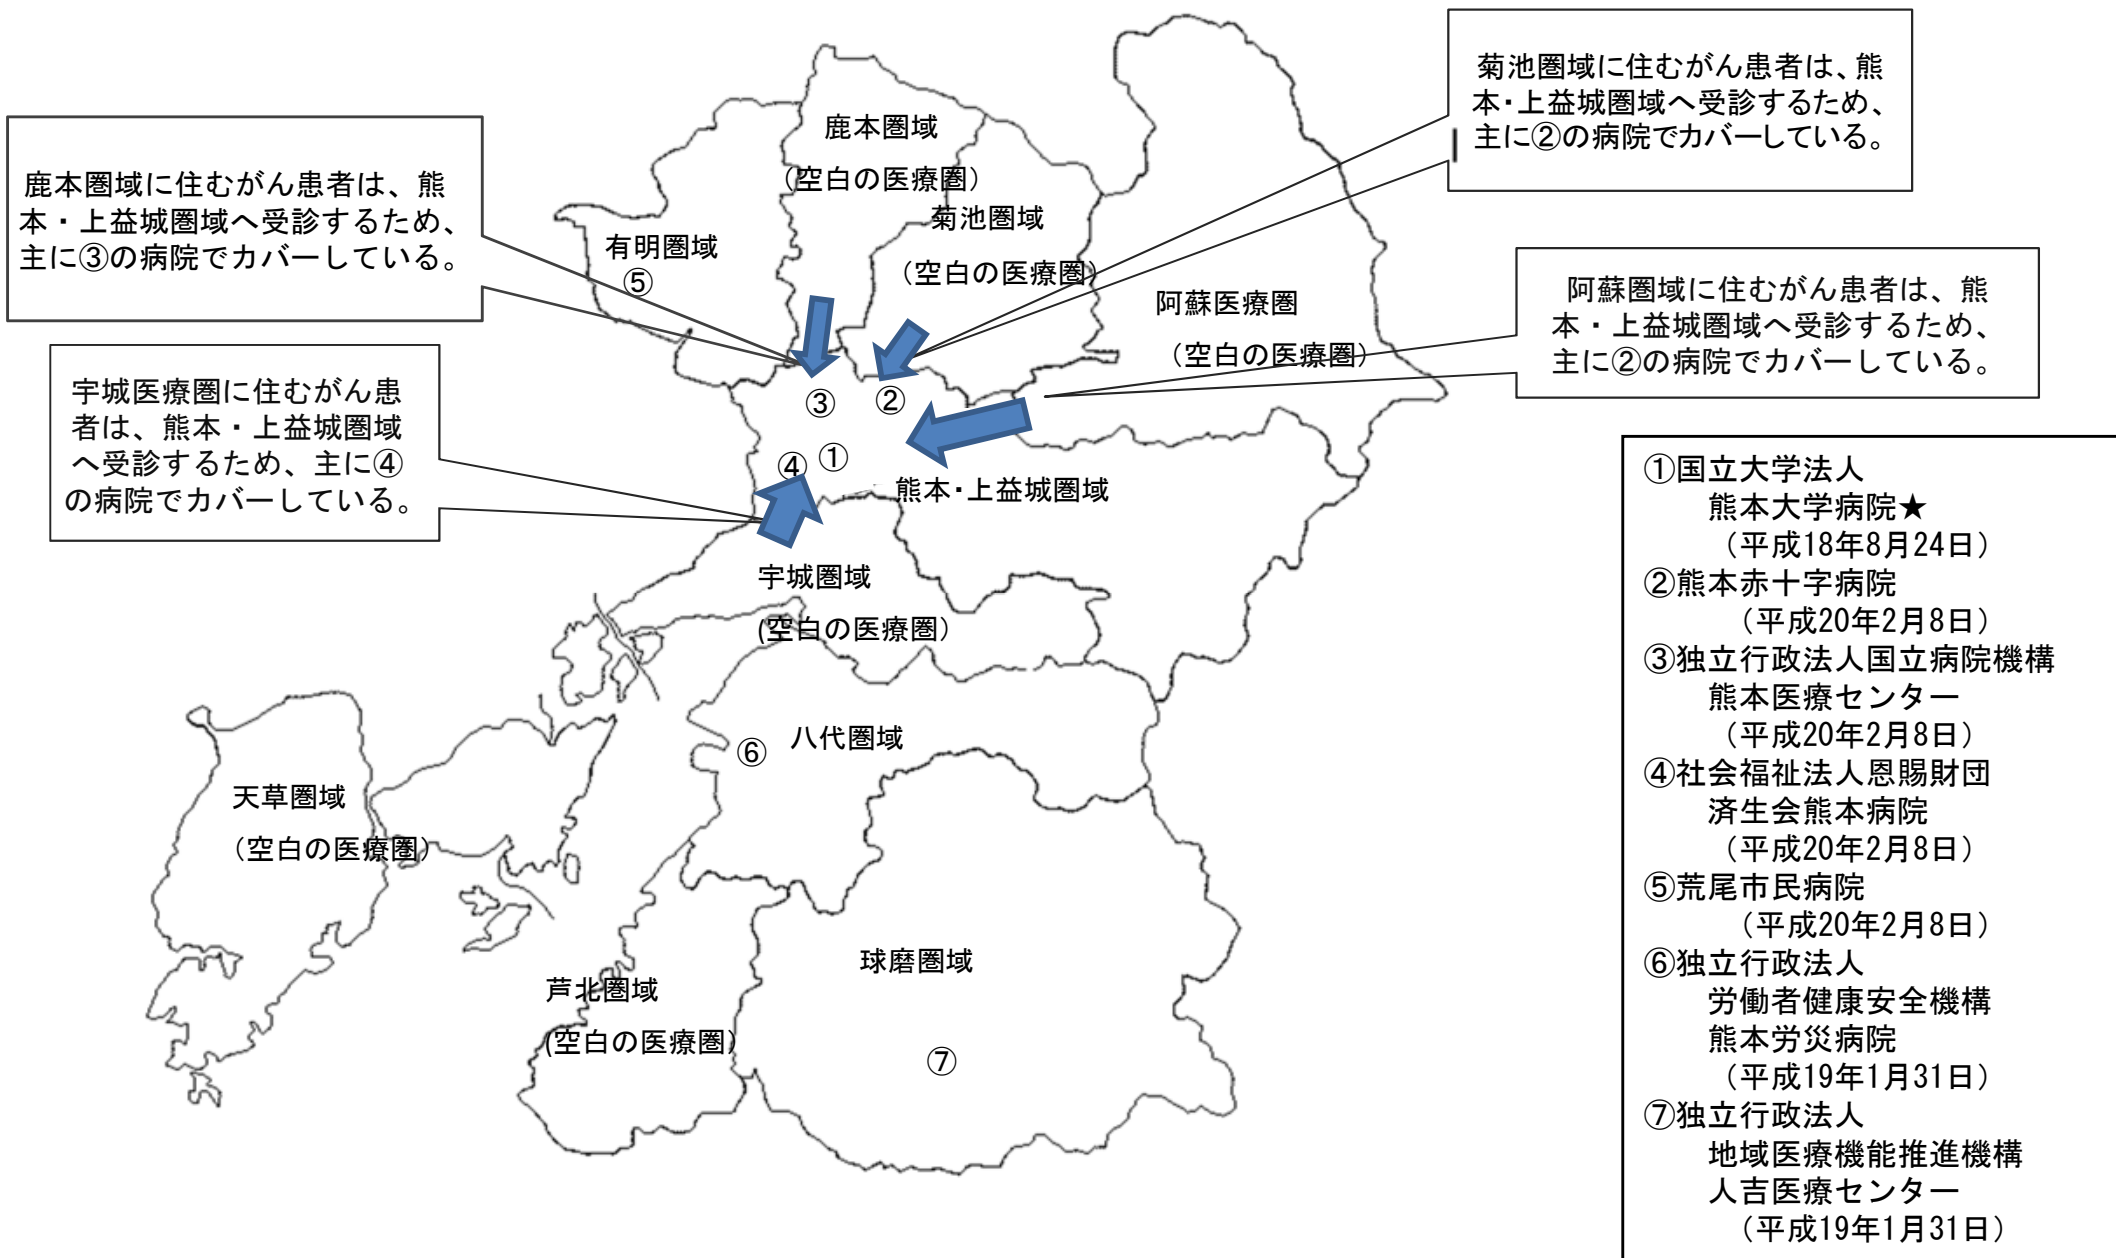 菊池圏域に住むがん患者は、熊
本・上益城圏域へ受診するため、
主に②の病院でカバーしている。
鹿本圏域に住むがん患者は、熊
本・上益城圏域へ受診するため、
主に③の病院でカバーしている。
鹿本圏域
（空白の医療圏）
菊池圏域
（空白の医療圏）
有明圏域
⑤
阿蘇医療圏
（空白の医療圏）
阿蘇圏域に住むがん患者は、熊
本・上益城圏域へ受診するため、
主に②の病院でカバーしている。
宇城医療圏に住むがん患
者は、熊本・上益城圏域
へ受診するため、主に④
の病院でカバーしている。
③
②
①
④
熊本・上益城圏域
宇城圏域
(空白の医療圏）
八代圏域
⑥
天草圏域
（空白の医療圏）
球磨圏域
⑦
芦北圏域
(空白の医療圏）
①国立大学法人
熊本大学病院★
（平成18年8月24日）
②熊本赤十字病院
（平成20年2月8日）
③独立行政法人国立病院機構
熊本医療センター
（平成20年2月8日）
④社会福祉法人恩賜財団
済生会熊本病院
（平成20年2月8日）
⑤荒尾市民病院
（平成20年2月8日）
⑥独立行政法人
労働者健康安全機構
熊本労災病院
（平成19年1月31日）
⑦独立行政法人
地域医療機能推進機構
人吉医療センター
（平成19年1月31日）